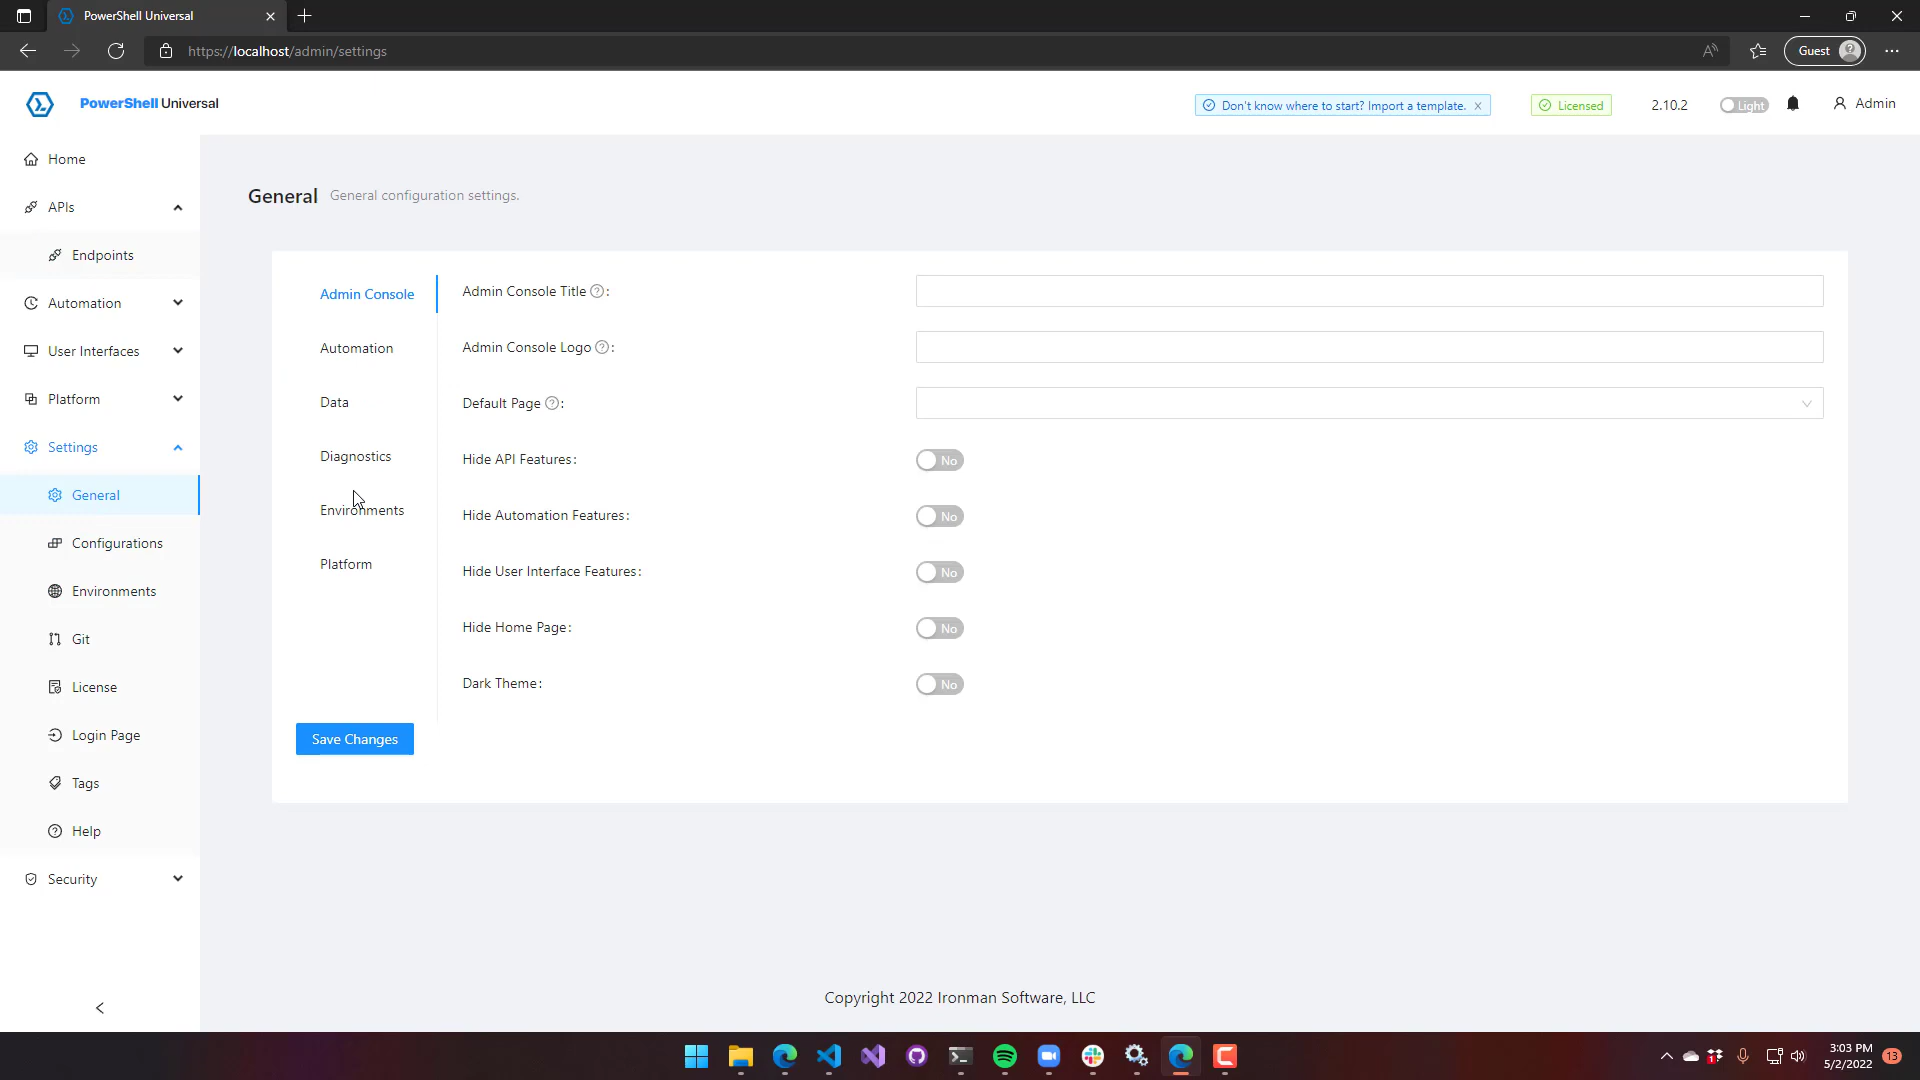 PowerShell Universal
https://localhost/admin/settings
Guest
PowerShell Universal
Don't know where to start? Import a template.
Licensed
2.10.2
Light
Admin
Home
APIs
Endpoints
Automation
User Interfaces
Platform
Settings
General
Configurations
Environments
Git
License
Login Page
Tags
Help
Security
General General configuration settings.
Admin Console
Automation
Data
Diagnostics
Environments
Platform
Admin Console Title ? :
Admin Console Logo ? :
Default Page ? :
Hide API Features: No
Hide Automation Features: No
Hide User Interface Features: No
Hide Home Page: No
Dark Theme: No
Save Changes
Copyright 2022 Ironman Software, LLC
3:03 PM
5/2/2022
13